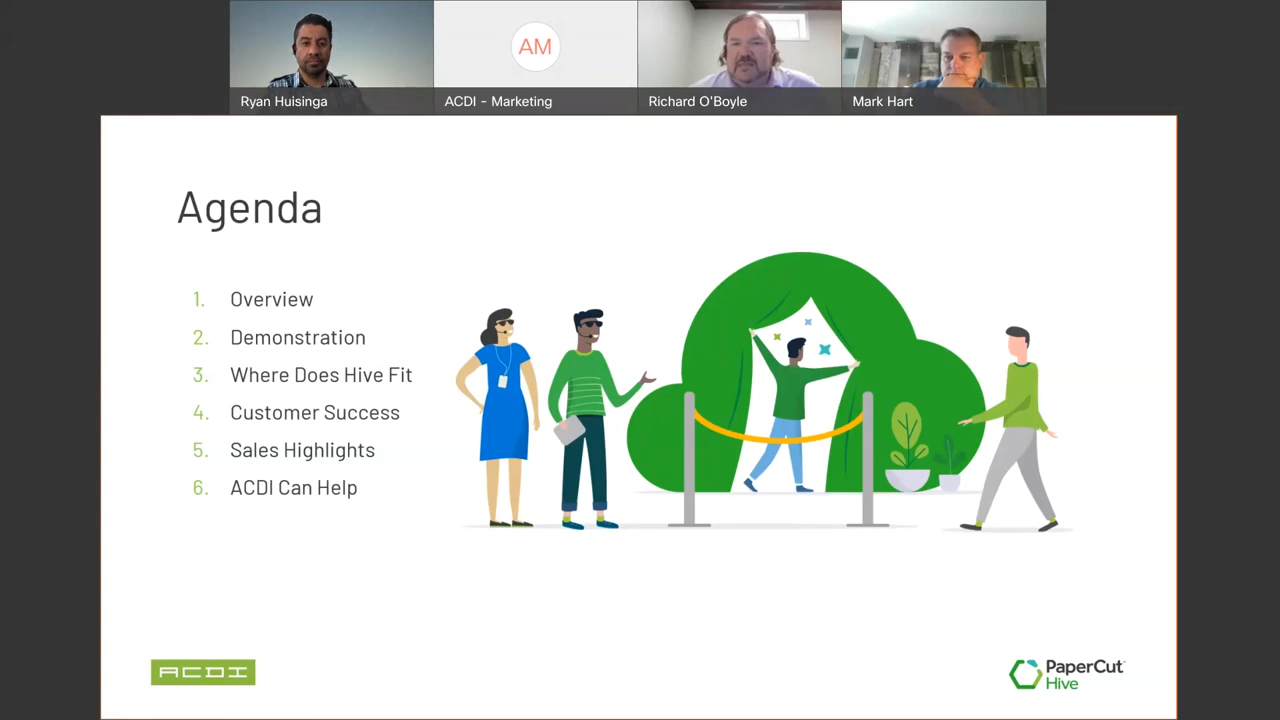 AM
Ryan Huisinga
ACDI - Marketing
Richard O'Boyle
Mark Hart
Agenda
1. Overview
2. Demonstration
3. Where Does Hive Fit
4. Customer Success
5. Sales Highlights
6. ACDI Can Help
ACDI
PaperCut
Hive